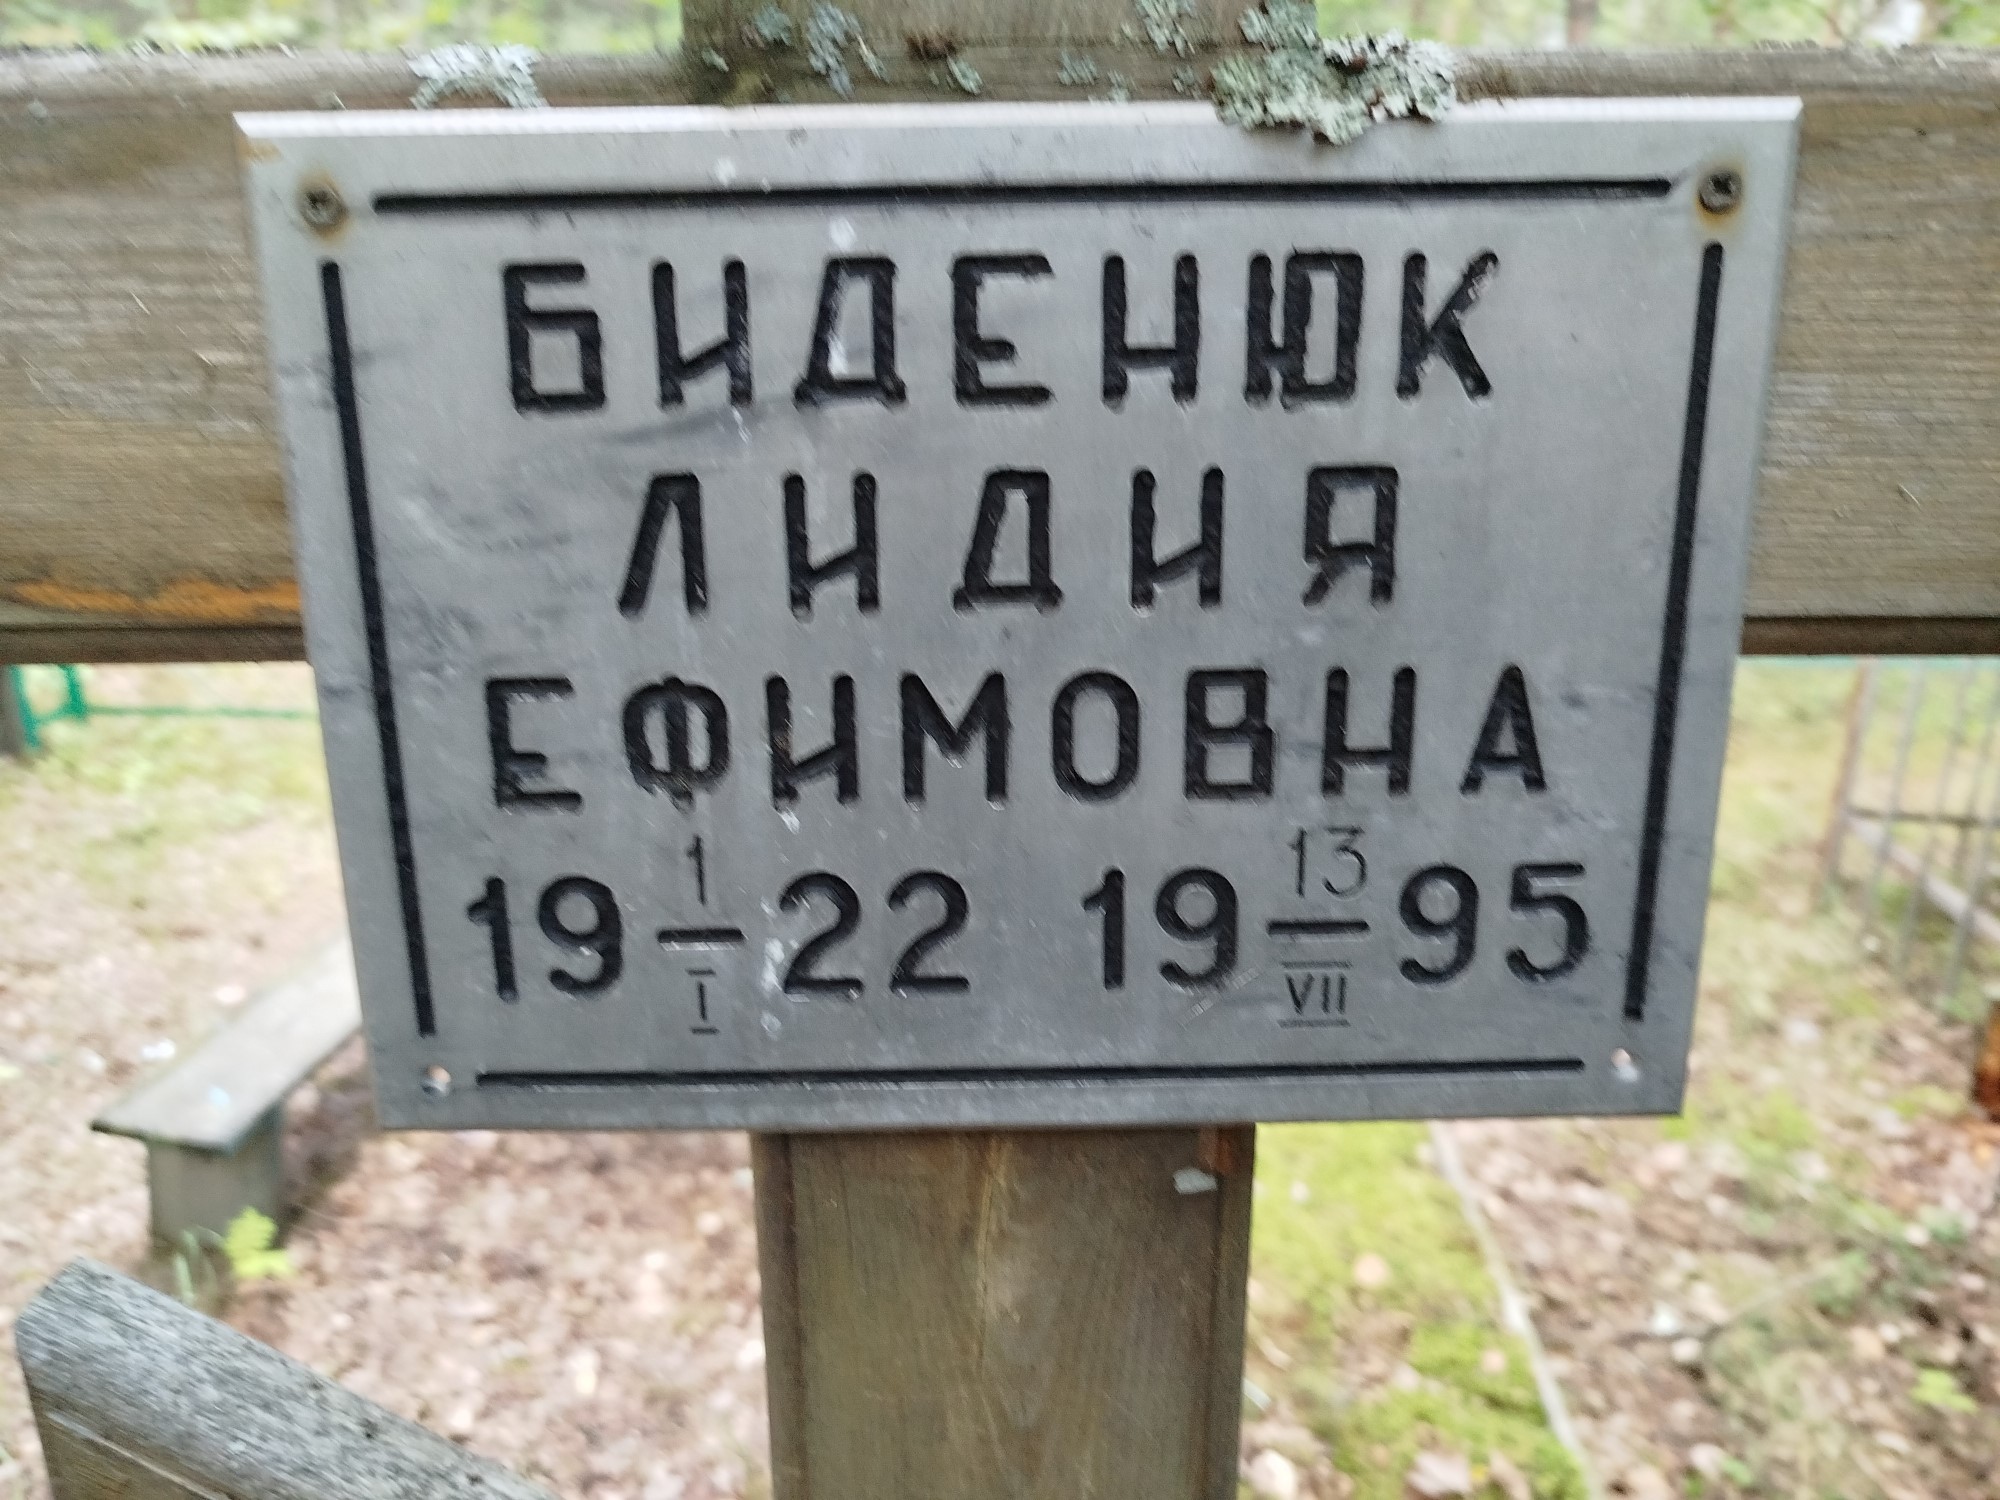 БИДЕНЮК
ЛИДИЯ
ЕФИМОВНА
19 1/I 22 19 13/VII 95